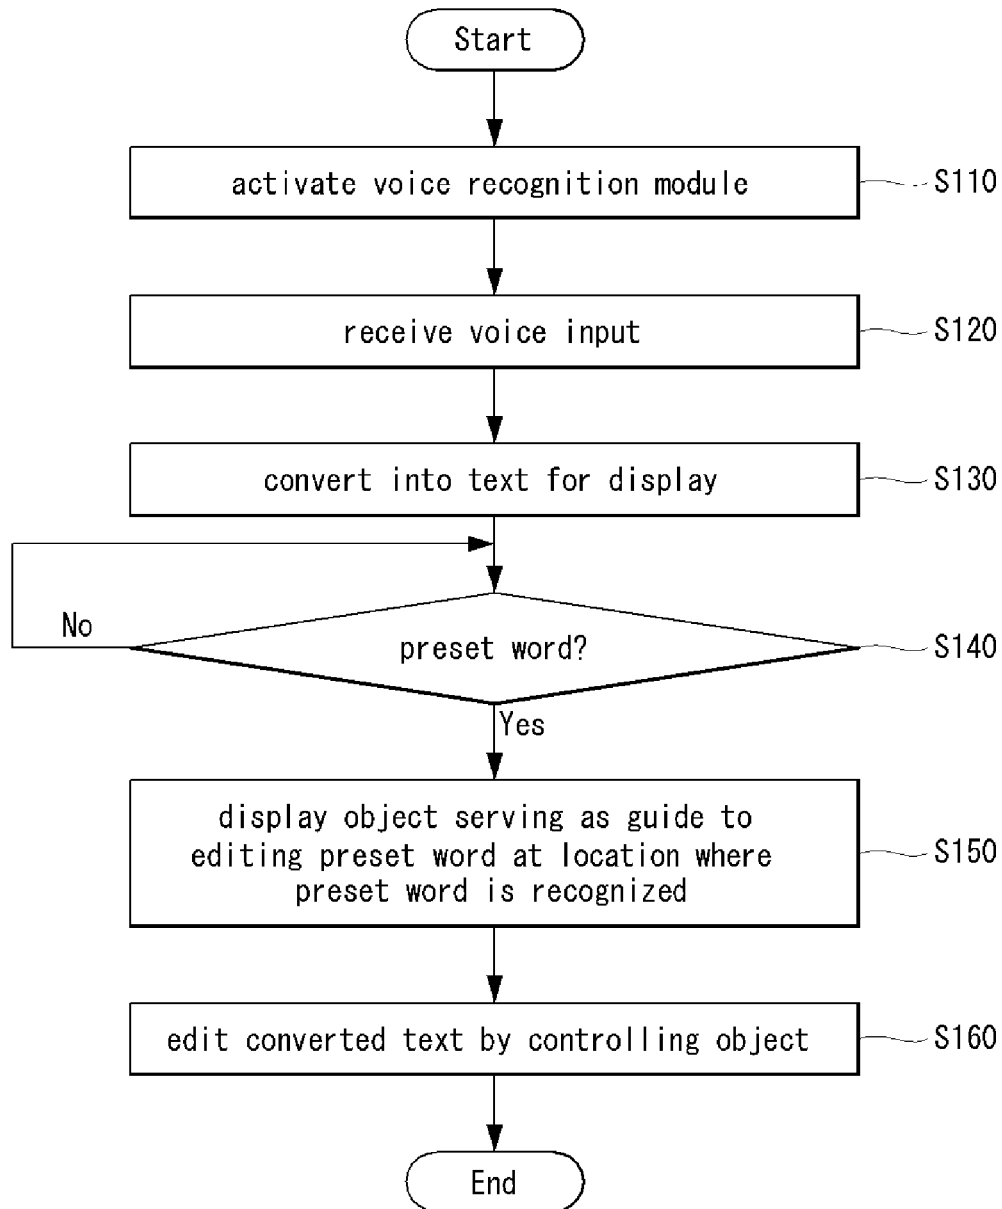 Start
activate voice recognition module
S110
receive voice input
S120
convert into text for display
S130
No
preset word?
S140
Yes
display object serving as guide to
editing preset word at location where
preset word is recognized
S150
edit converted text by controlling object
S160
End